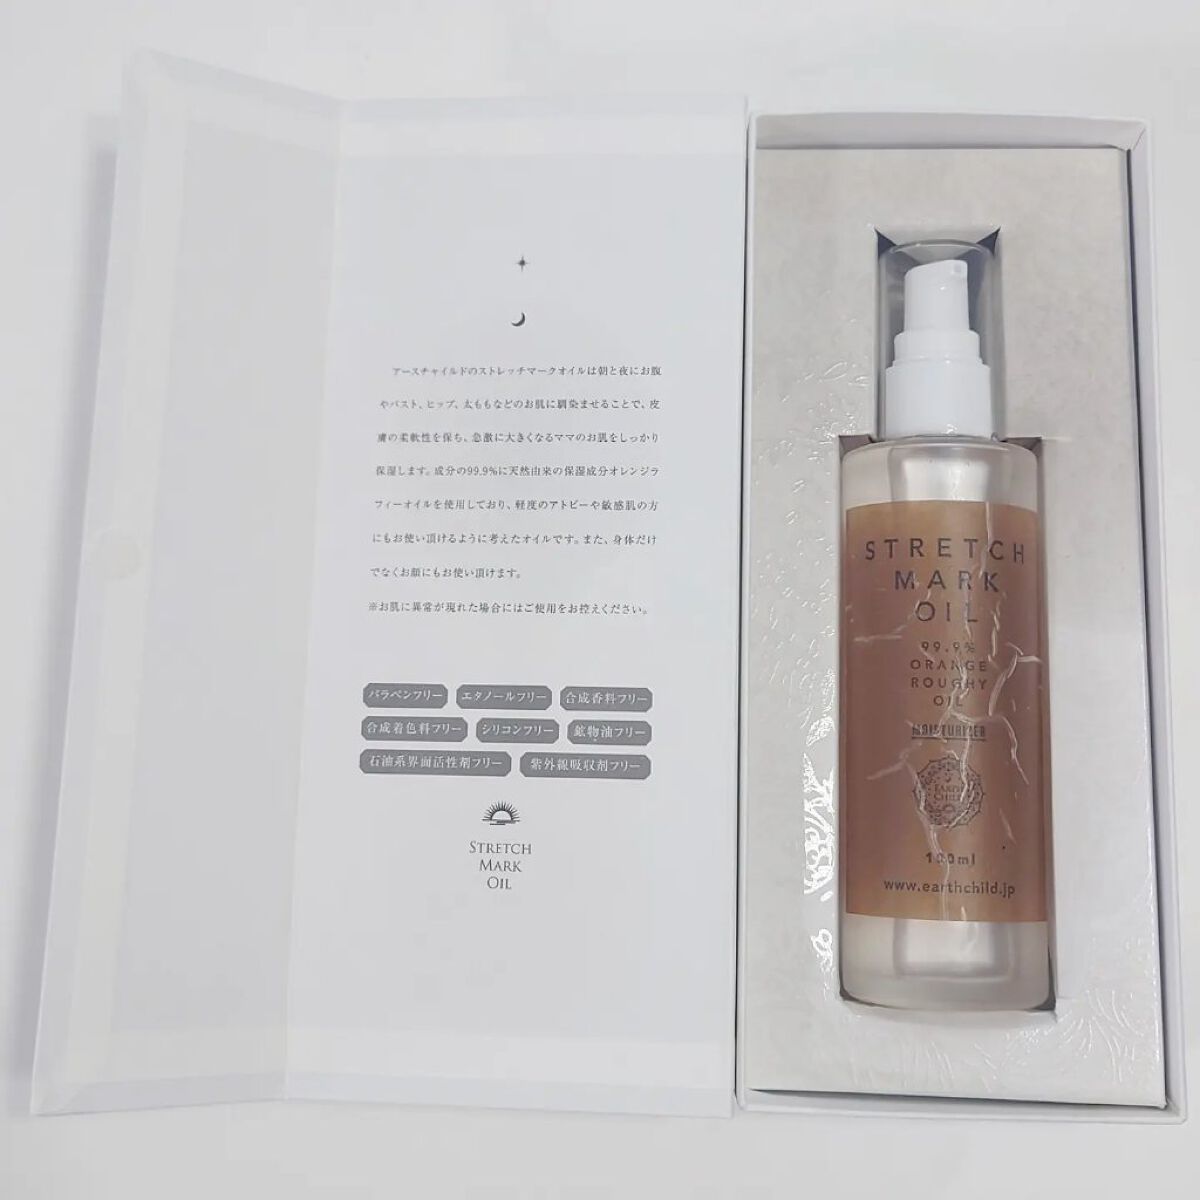 アースチャイルドのストレッチマークオイルは朝と夜にお腹
やバスト、ヒップ、太ももなどのお肌に馴染ませることで、皮
膚の柔軟性を保ち、急激に大きくなるママのお肌をしっかり
保湿します。成分の99.9%に天然由来の保湿成分オレンジラ
フィーオイルを使用しており、軽度のアトピーや敏感肌の方
にもお使い頂けるように考えたオイルです。また、身体だけ
でなくお顔にもお使い頂けます。
※お肌に異常が現れた場合にはご使用をお控えください。
パラベンフリー エタノールフリー 合成香料フリー
合成着色料フリー シリコンフリー 鉱物油フリー
石油系界面活性剤フリー 紫外線吸収剤フリー
STRETCH
MARK
OIL
STRETCH
MARK
OIL
99.9%
ORANGE
ROUGHY
OIL
MOISTURIZER
EARTH
CHILD
100ml
www.earthchild.jp